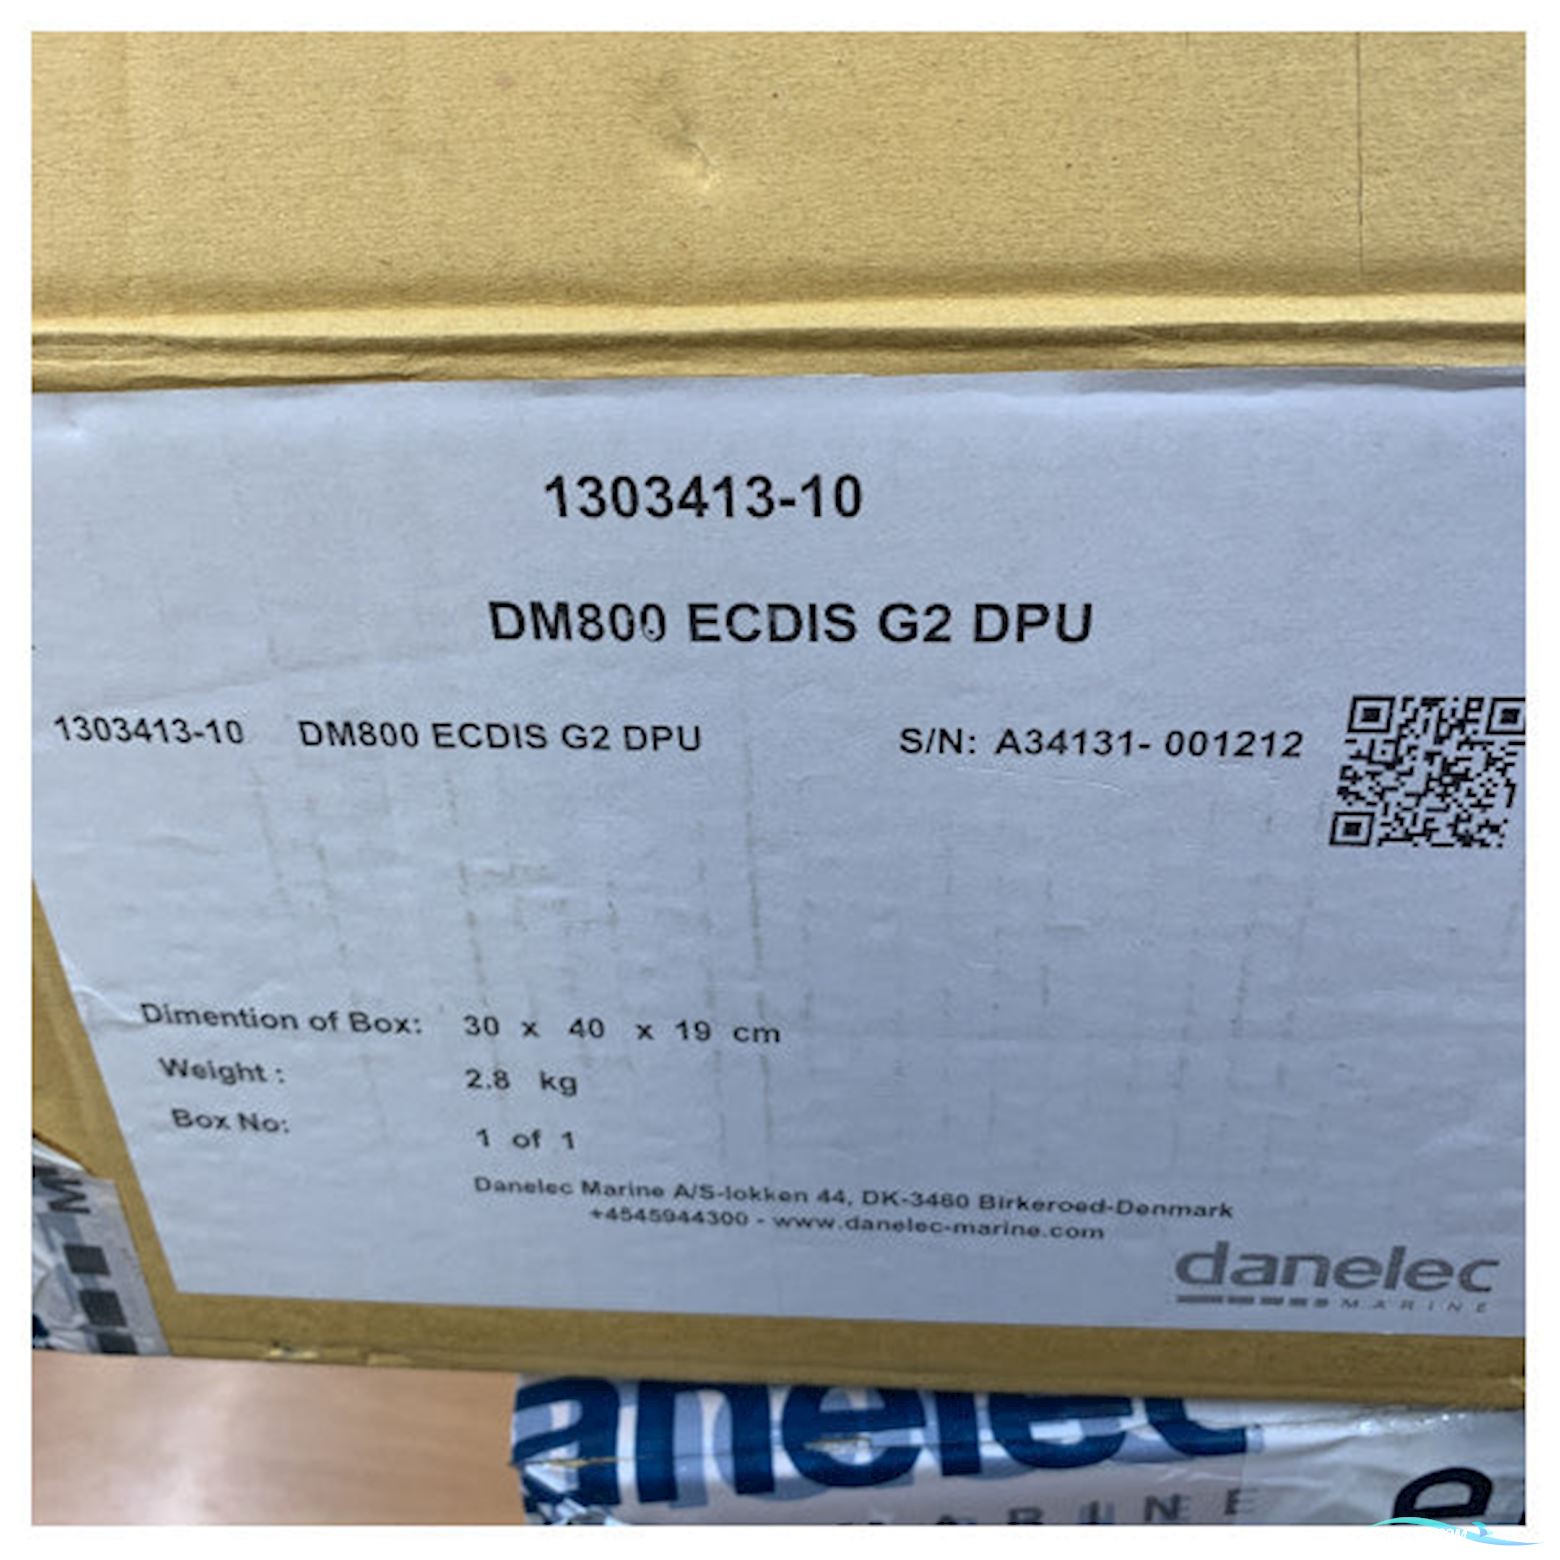 1303413-10
DM800 ECDIS G2 DPU
1303413-10 DM800 ECDIS G2 DPU S/N: A34131- 001212
Dimention of Box: 30 x 40 x 19 cm
Weight : 2.8 kg
Box No: 1 of 1
Danelec Marine A/S-lokken 44, DK-3460 Birkeroed-Denmark
+4545944300 - www.danelec-marine.com
danelec
MARINE
M
anelec
ARINE
e